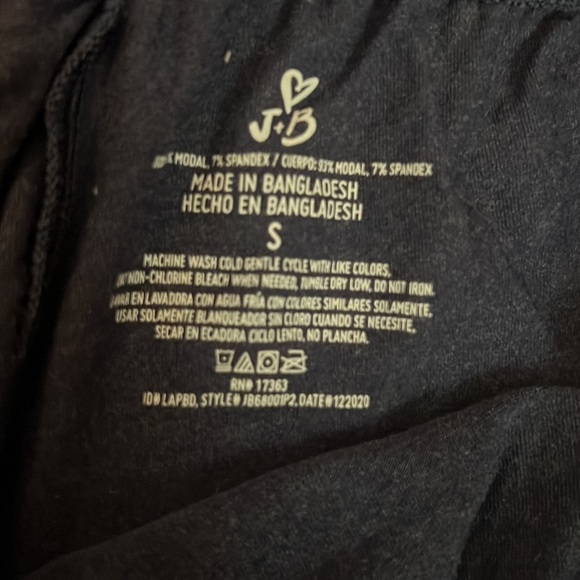 J+B
MODAL, 7% SPANDEX / CUERPO: 93% MODAL, 7% SPANDEX
MADE IN BANGLADESH
HECHO EN BANGLADESH
S
MACHINE WASH COLD GENTLE CYCLE WITH LIKE COLORS,
NON-CHLORINE BLEACH WHEN NEEDED, TUMBLE DRY LOW, DO NOT IRON.
EN LAVADORA CON AGUA FRÍA CON COLORES SIMILARES SOLAMENTE,
USAR SOLAMENTE BLANQUEADOR SIN CLORO CUANDO SE NECESITE,
SECAR EN ECADORA CICLO LENTO, NO PLANCHA.
RN# 17363
ID# LAPBD, STYLE# JB68001P2, DATE#122020